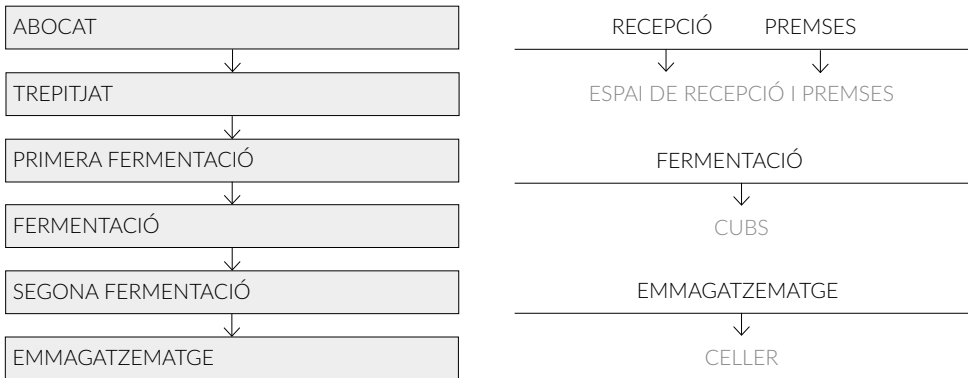 ABOCAT
TREPITJAT
PRIMERA FERMENTACIÓ
FERMENTACIÓ
SEGONA FERMENTACIÓ
EMMAGATZEMATGE
RECEPCIÓ PREMSES
ESPAI DE RECEPCIÓ I PREMSES
FERMENTACIÓ
CUBS
EMMAGATZEMATGE
CELLER